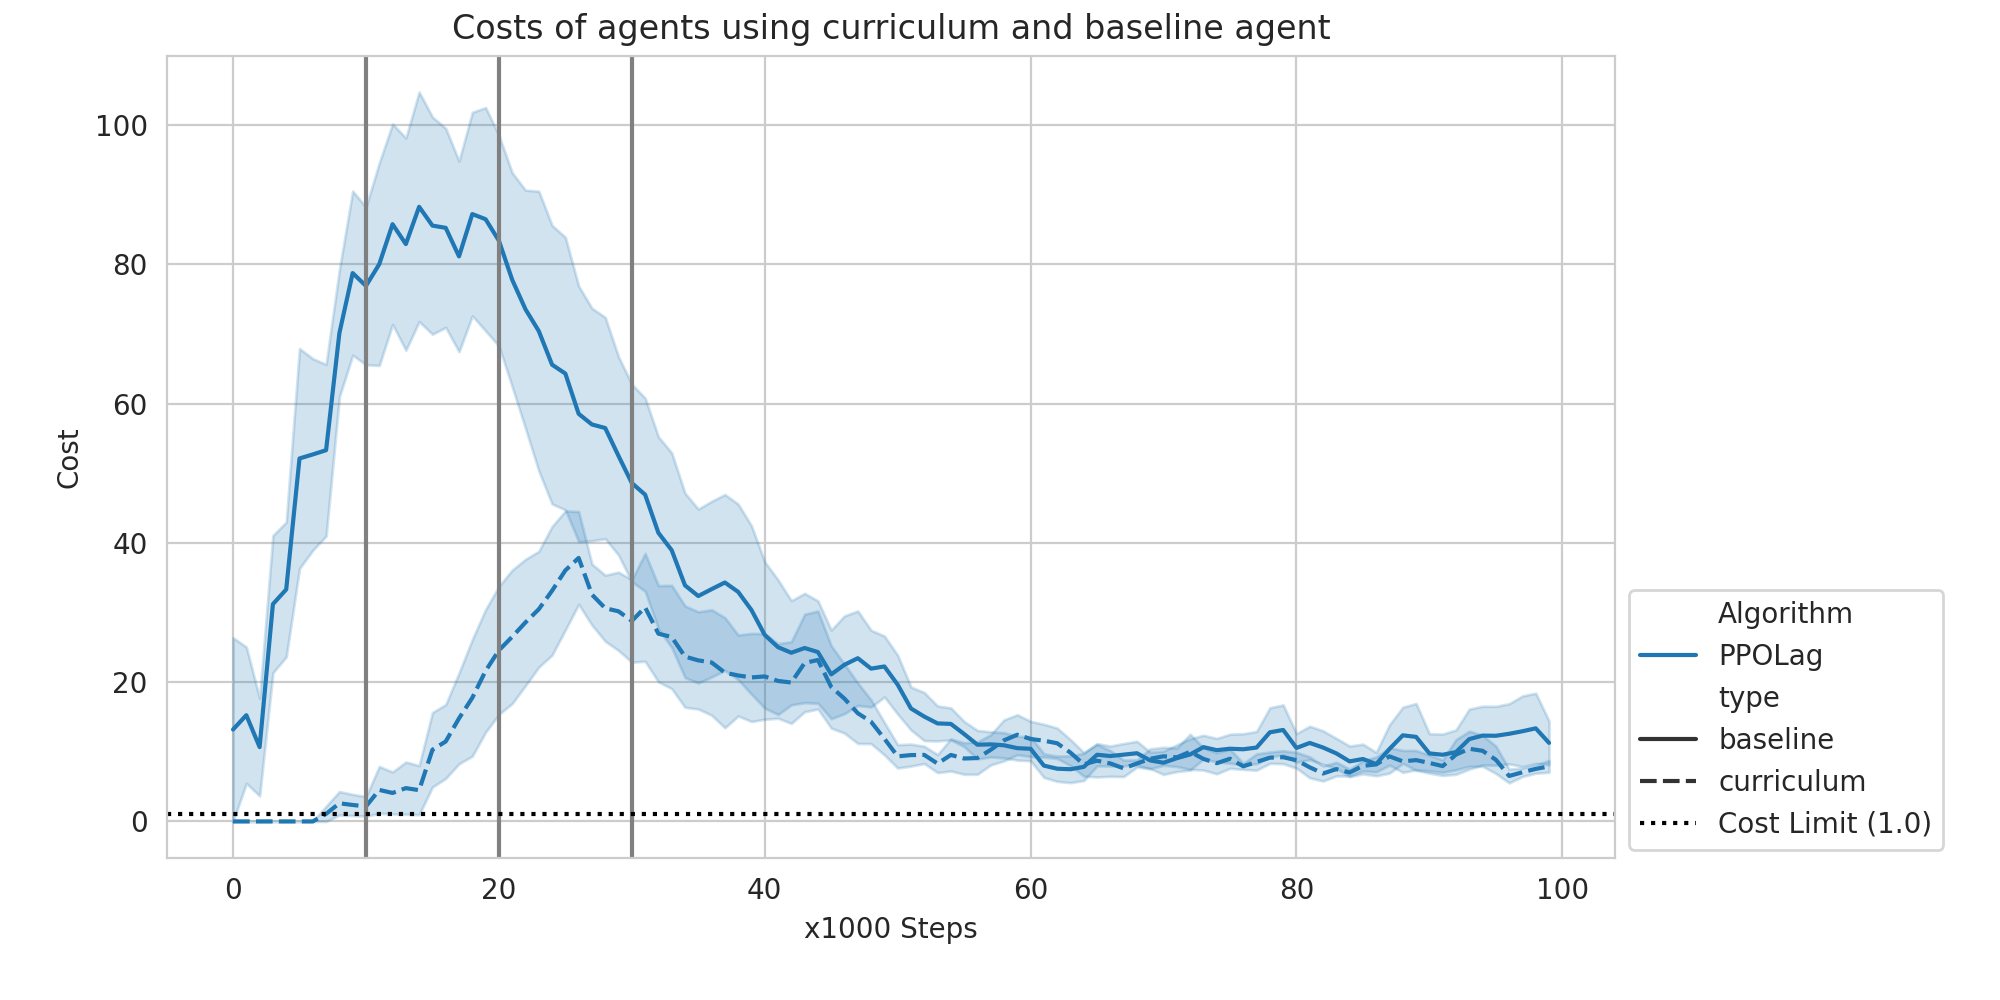 Costs of agents using curriculum and baseline agent
100
80
60
40
20
0
Cost
0 20 40 60 80 100
x1000 Steps
Algorithm
PPOLag
type
baseline
curriculum
Cost Limit (1.0)